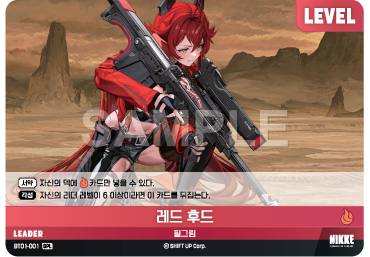 LEVEL
SAMPLE
서약 자신의 덱에 카드만 넣을 수 있다.
각성 자신의 리더 레벨이 6 이상이라면 이 카드를 뒤집는다.
레드 후드
LEADER
필그림
BT01-001
© SHIFT UP Corp.
NIKKE